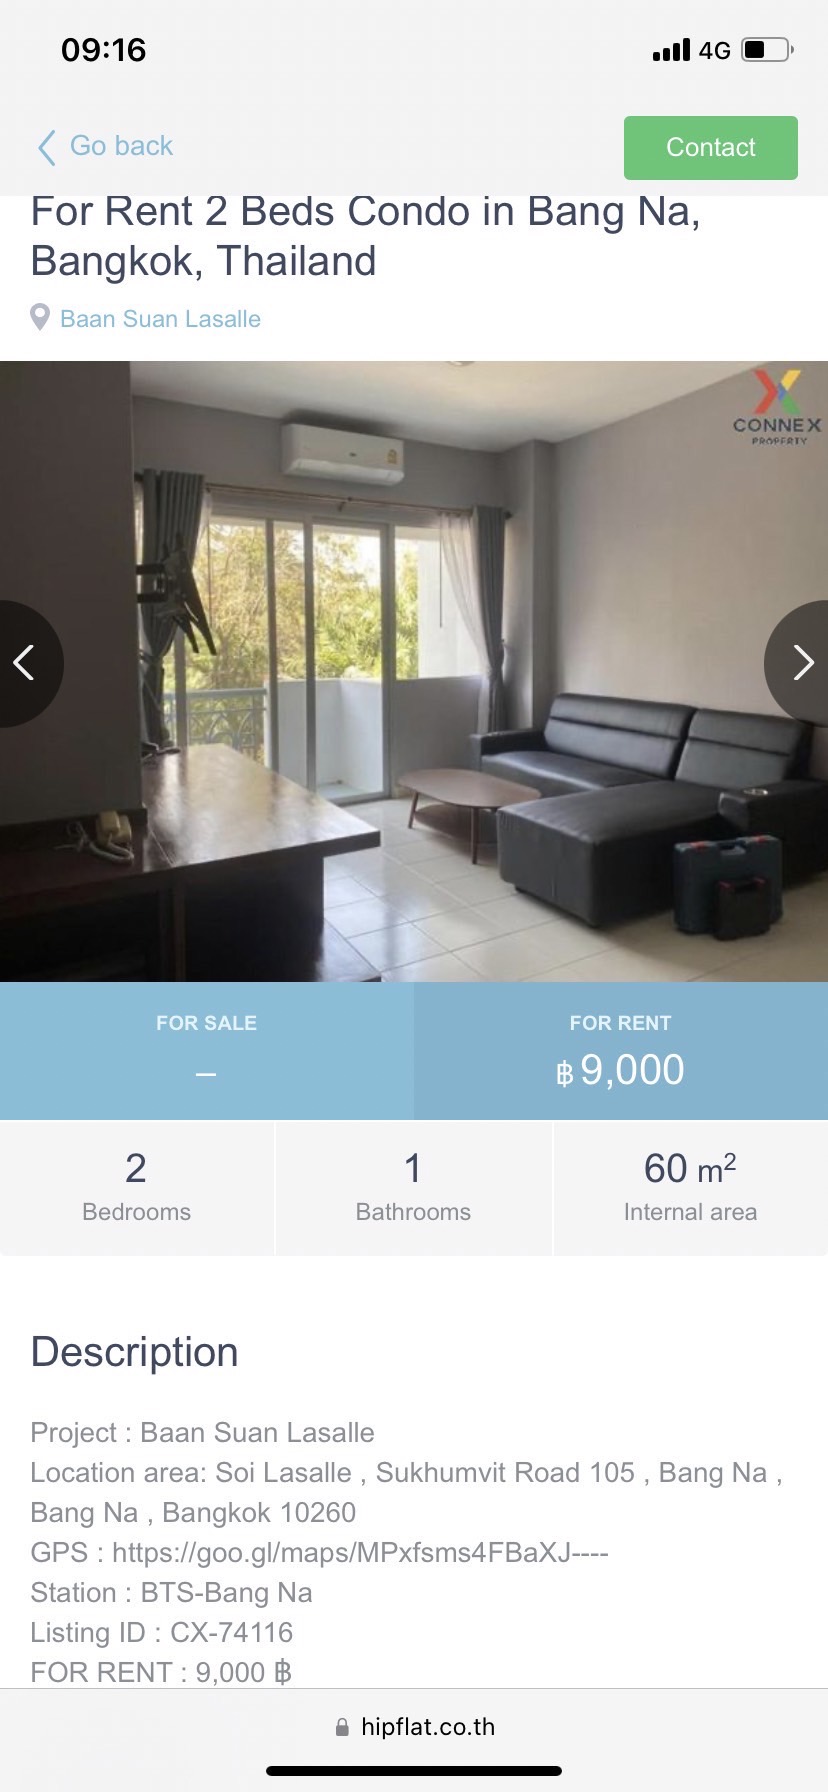 09:16
4G
Go back
Contact
For Rent 2 Beds Condo in Bang Na,
Bangkok, Thailand
Baan Suan Lasalle
CONNEX
PROPERTY
FOR SALE
–
FOR RENT
฿ 9,000
2
Bedrooms
1
Bathrooms
60 m²
Internal area
Description
Project : Baan Suan Lasalle
Location area: Soi Lasalle , Sukhumvit Road 105 , Bang Na ,
Bang Na , Bangkok 10260
GPS : https://goo.gl/maps/MPxfsms4FBaXJ----
Station : BTS-Bang Na
Listing ID : CX-74116
FOR RENT : 9,000 ฿
hipflat.co.th